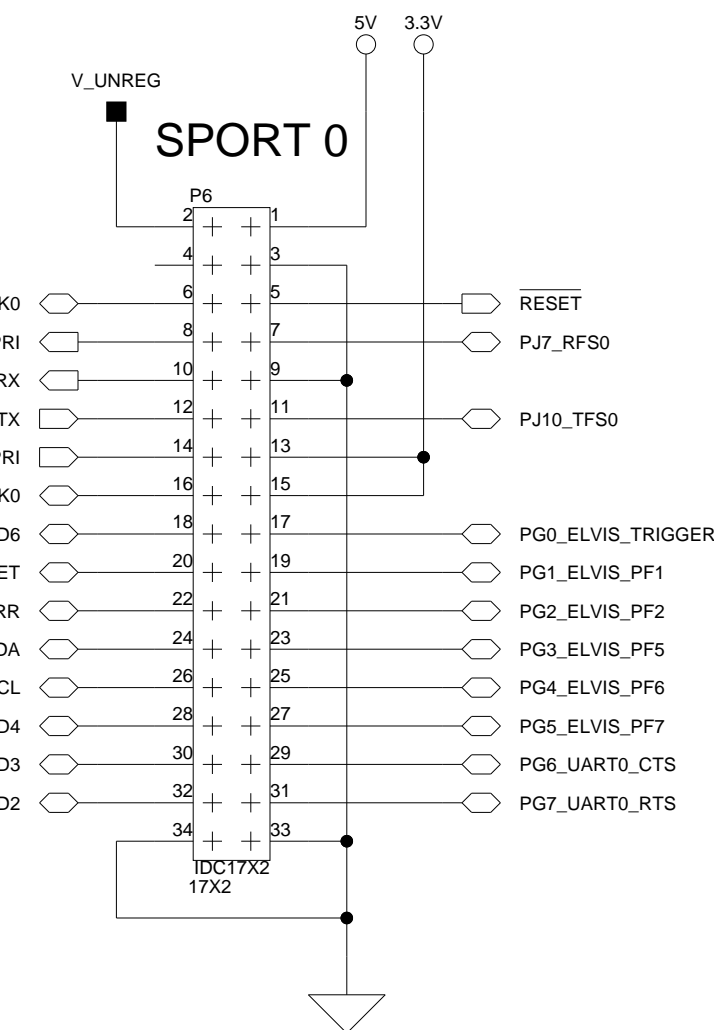 5V 3.3V
V_UNREG
SPORT 0
P6
2 1
4 3
K0 6 5 RESET
PRI 8 7 PJ7_RFS0
RX 10 9
TX 12 11 PJ10_TFS0
PRI 14 13
K0 16 15
D6 18 17 PG0_ELVIS_TRIGGER
ET 20 19 PG1_ELVIS_PF1
RR 22 21 PG2_ELVIS_PF2
DA 24 23 PG3_ELVIS_PF5
CL 26 25 PG4_ELVIS_PF6
D4 28 27 PG5_ELVIS_PF7
D3 30 29 PG6_UART0_CTS
D2 32 31 PG7_UART0_RTS
34 33
IDC17X2
17X2